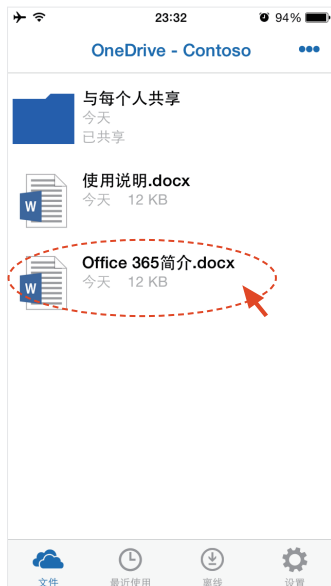 23:32
94%
OneDrive - Contoso
与每个人共享
今天
已共享
W
使用说明.docx
今天 12 KB
W
Office 365简介.docx
今天 12 KB
文件 最近使用 离线 设置